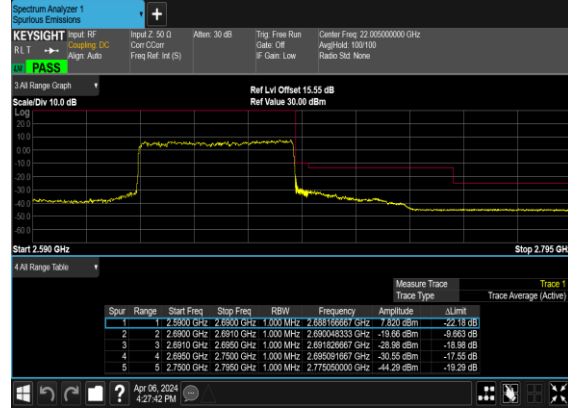 Spectrum Analyzer 1
Spurious Emissions
KEYSIGHT Input: RF Input Z: 50 Ω Atten: 30 dB Trig: Free Run Center Freq: 22.005000000 GHz
RLT Coupling: DC Corr CCorr Gate: Off Avg|Hold: 100/100
Align: Auto Freq Ref: Int (S) IF Gain: Low Radio Std: None
PASS
3 All Range Graph
Ref Lvl Offset 15.55 dB
Scale/Div 10.0 dB Ref Value 30.00 dBm
Log
20.0
10.0
0.00
-10.0
-20.0
-30.0
-40.0
-50.0
-60.0
Start 2.590 GHz Stop 2.795 GH
4 All Range Table
Measure Trace Trace 1
Trace Type Trace Average (Active)
Spur Range Start Freq Stop Freq RBW Frequency Amplitude ΔLimit
1 1 2.5900 GHz 2.6900 GHz 1.000 MHz 2.688166667 GHz 7.820 dBm -22.18 dB
2 2 2.6900 GHz 2.6910 GHz 1.000 MHz 2.690048333 GHz -19.66 dBm -9.663 dB
3 3 2.6910 GHz 2.6950 GHz 1.000 MHz 2.691826667 GHz -28.98 dBm -18.98 dB
4 4 2.6950 GHz 2.7500 GHz 1.000 MHz 2.695091667 GHz -30.55 dBm -17.55 dB
5 5 2.7500 GHz 2.7950 GHz 1.000 MHz 2.775050000 GHz -44.29 dBm -19.29 dB
Apr 06, 2024
4:27:42 PM